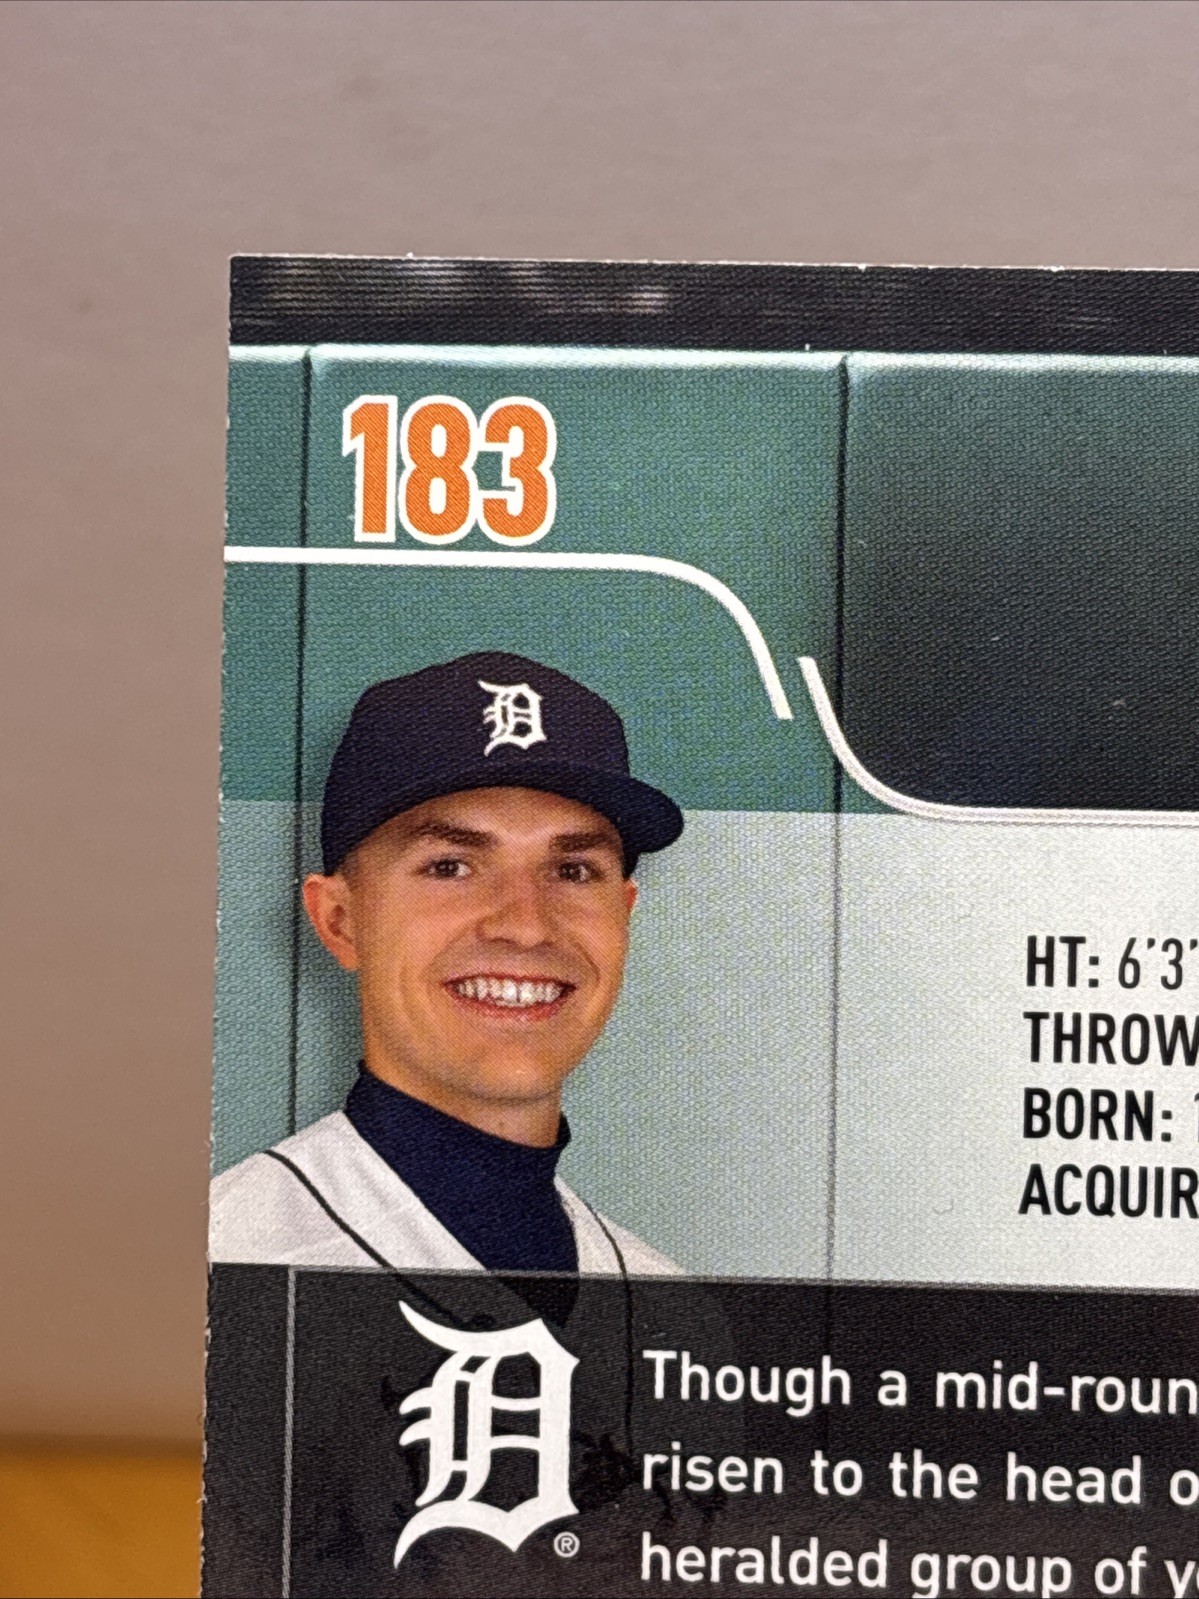 183
D
HT: 6'3"
THROW
BORN:
ACQUIR
D
®
Though a mid-roun
risen to the head o
heralded group of y